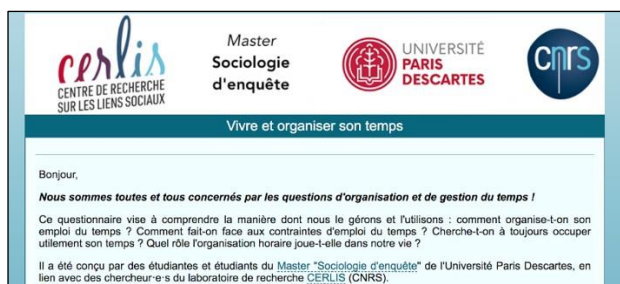 cerlis
CENTRE DE RECHERCHE
SUR LES LIENS SOCIAUX
Master
Sociologie
d'enquête
UNIVERSITÉ
PARIS
DESCARTES
cnrs
Vivre et organiser son temps
Bonjour,
Nous sommes toutes et tous concernés par les questions d'organisation et de gestion du temps !
Ce questionnaire vise à comprendre la manière dont nous le gérons et l'utilisons : comment organise-t-on son
emploi du temps ? Comment fait-on face aux contraintes d'emploi du temps ? Cherche-t-on à toujours occuper
utilement son temps ? Quel rôle l'organisation horaire joue-t-elle dans notre vie ?
Il a été conçu par des étudiantes et étudiants du Master "Sociologie d'enquête" de l'Université Paris Descartes, en
lien avec des chercheur·e·s du laboratoire de recherche CERLIS (CNRS).